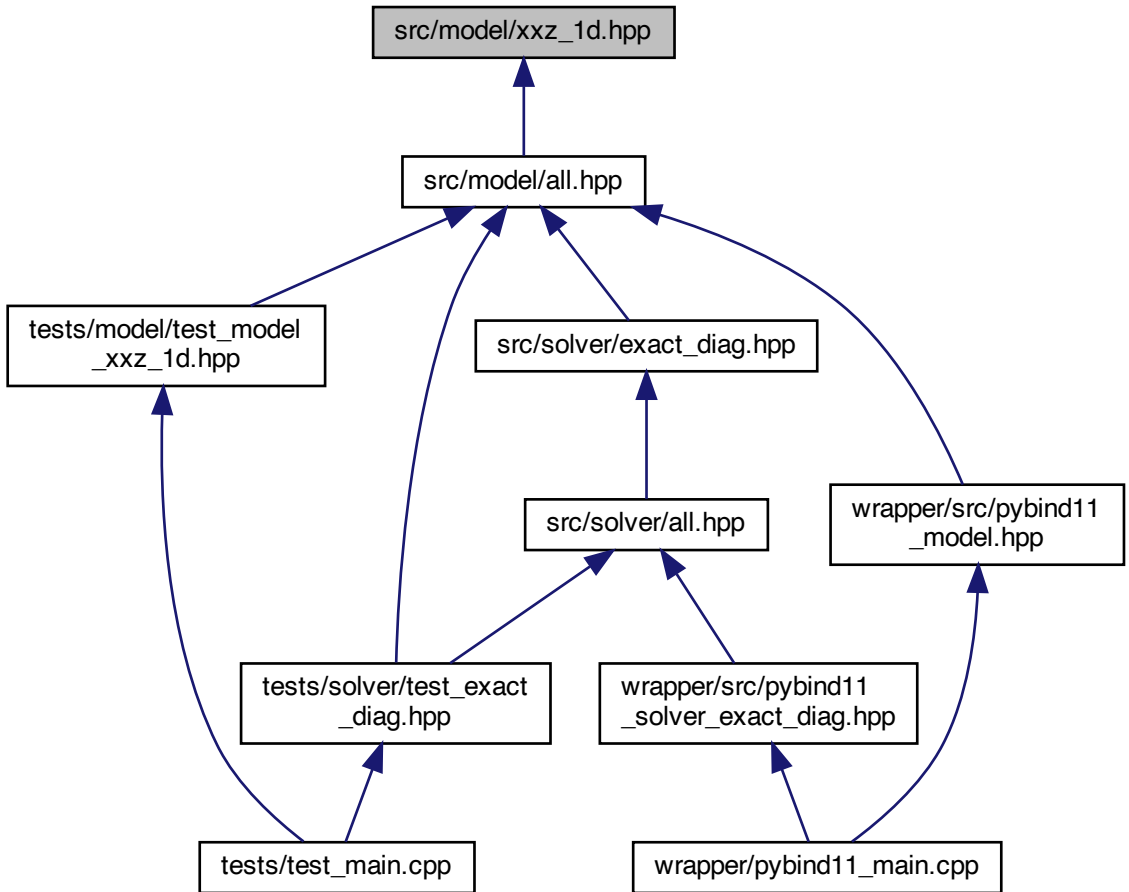 src/model/xxz_1d.hpp
src/model/all.hpp
tests/model/test_model
_xxz_1d.hpp
src/solver/exact_diag.hpp
src/solver/all.hpp
wrapper/src/pybind11
_model.hpp
tests/solver/test_exact
_diag.hpp
wrapper/src/pybind11
_solver_exact_diag.hpp
tests/test_main.cpp
wrapper/pybind11_main.cpp